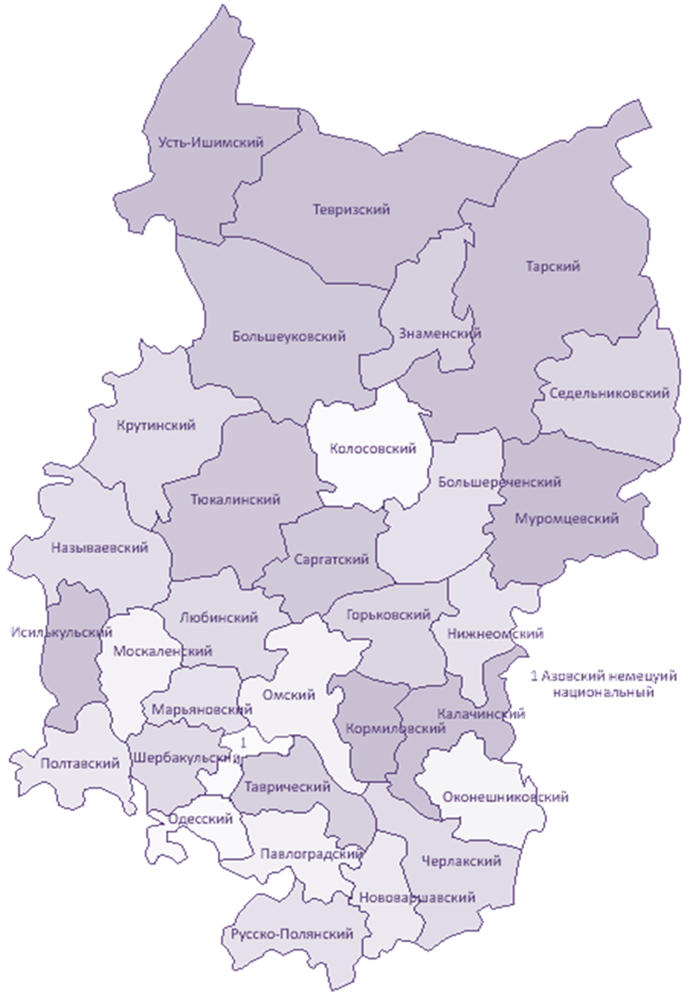 Усть-Ишимский
Тевризский
Тарский
Большеуковский
Знаменский
Седельниковский
Крутинский
Колосовский
Большереченский
Тюкалинский
Муромцевский
Называевский
Саргатский
Любинский
Горьковский
Исилькульский
Нижнеомский
Москаленский
1 Азовский немецуий
национальный
Омский
Марьяновский
Калачинский
Кормиловский
1
Шербакульский
Полтавский
Таврический
Оконешниковский
Одесский
Павлоградский
Черлакский
Нововаршавский
Русско-Полянский